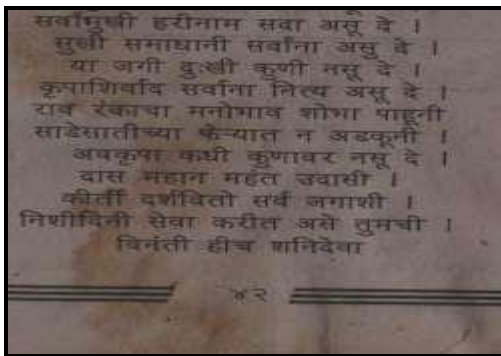 सर्वांमुखी हरीनाम सदा असू दे ।
सुखी समाधानी सर्वांना असु दे ।
या जगी दुःखी कुणी नसू दे ।
कृपाशिर्वाद सर्वांना नित्य असू दे ।
राव रंकाचा मनोभाव शोभा पाहूनी
साडेसातीच्या फेऱ्यात न अडकूनी ।
अवकृपा कधी कुणावर नसू दे ।
दास महान महंत उदासी ।
कीर्ती दर्शवितो सर्व जगाशी ।
निशीदिनी सेवा करीत असे तुमची ।
विनंती हीच शनिदेवा
४२